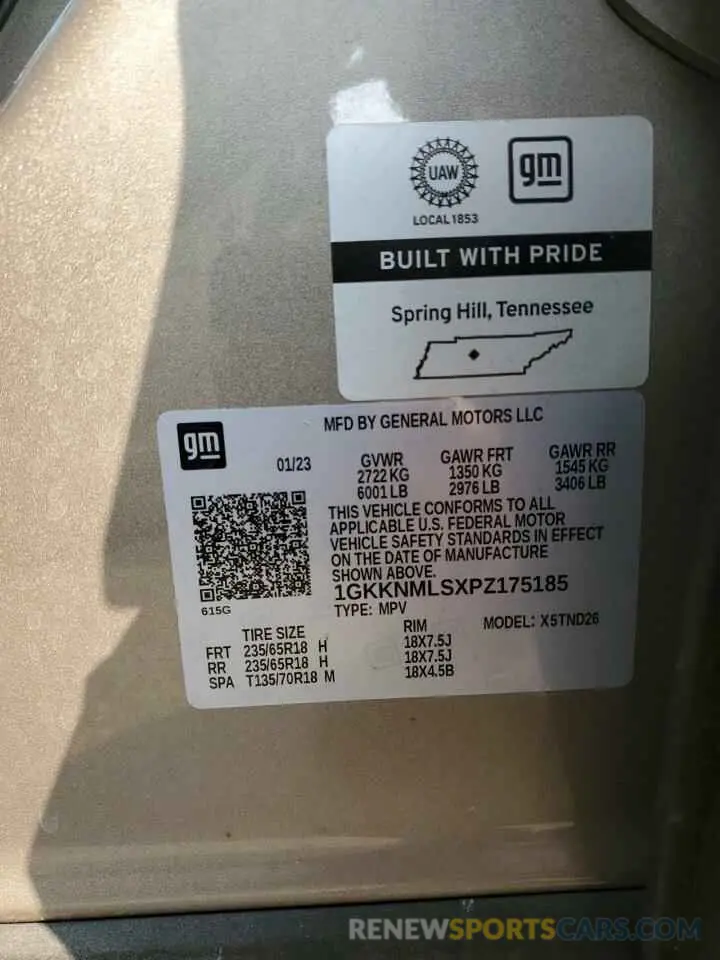 UAW
gm
LOCAL 1853
BUILT WITH PRIDE
Spring Hill, Tennessee
MFD BY GENERAL MOTORS LLC
gm
01/23
GVWR GAWR FRT GAWR RR
2722 KG 1350 KG 1545 KG
6001 LB 2976 LB 3406 LB
THIS VEHICLE CONFORMS TO ALL
APPLICABLE U.S. FEDERAL MOTOR
VEHICLE SAFETY STANDARDS IN EFFECT
ON THE DATE OF MANUFACTURE
SHOWN ABOVE.
1GKKNMLSXPZ175185
615G
TYPE: MPV MODEL: X5TND26
TIRE SIZE RIM
FRT 235/65R18 H 18X7.5J
RR 235/65R18 H 18X7.5J
SPA T135/70R18 M 18X4.5B
RENEWSPORTSCARS.COM